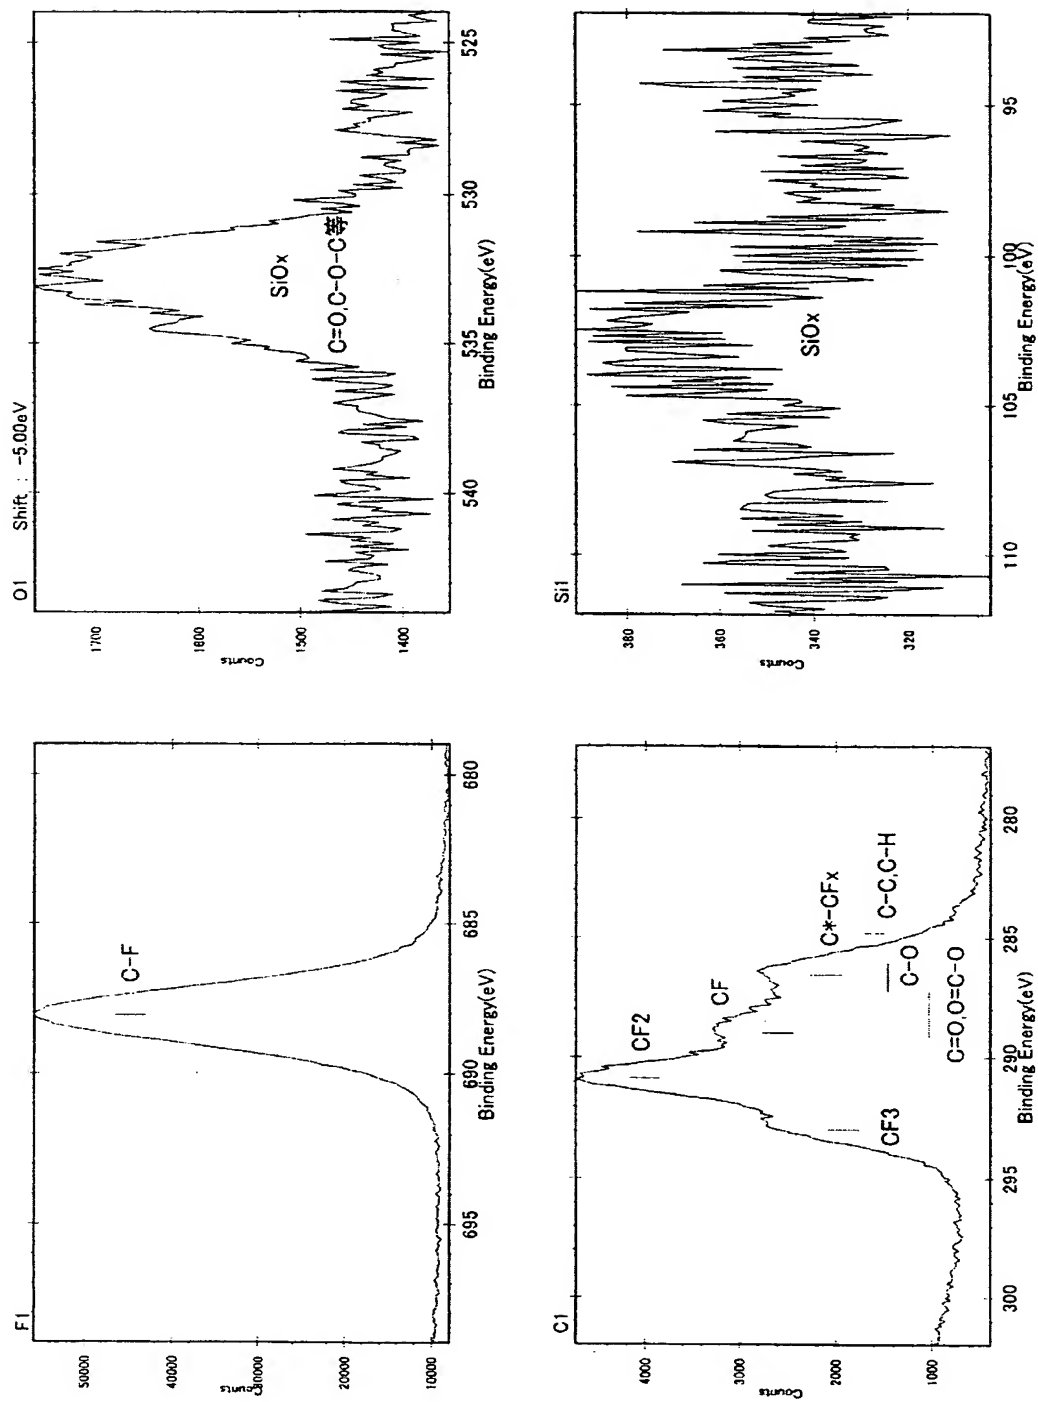 O1 Shift : -5.00eV
1700
1600
1500
1400
Counts
SiOx
C=O,C-O-C等
540
535
530
525
Binding Energy(eV)
Si1
380
360
340
320
Counts
SiOx
110
105
100
95
Binding Energy(eV)
F1
50000
40000
30000
20000
10000
Counts
C-F
695
690
685
680
Binding Energy(eV)
C1
4000
3000
2000
1000
Counts
CF3
CF2
CF
C*-CFx
C-C,C-H
C-O
C=O,O=C-O
300
295
290
285
280
Binding Energy(eV)